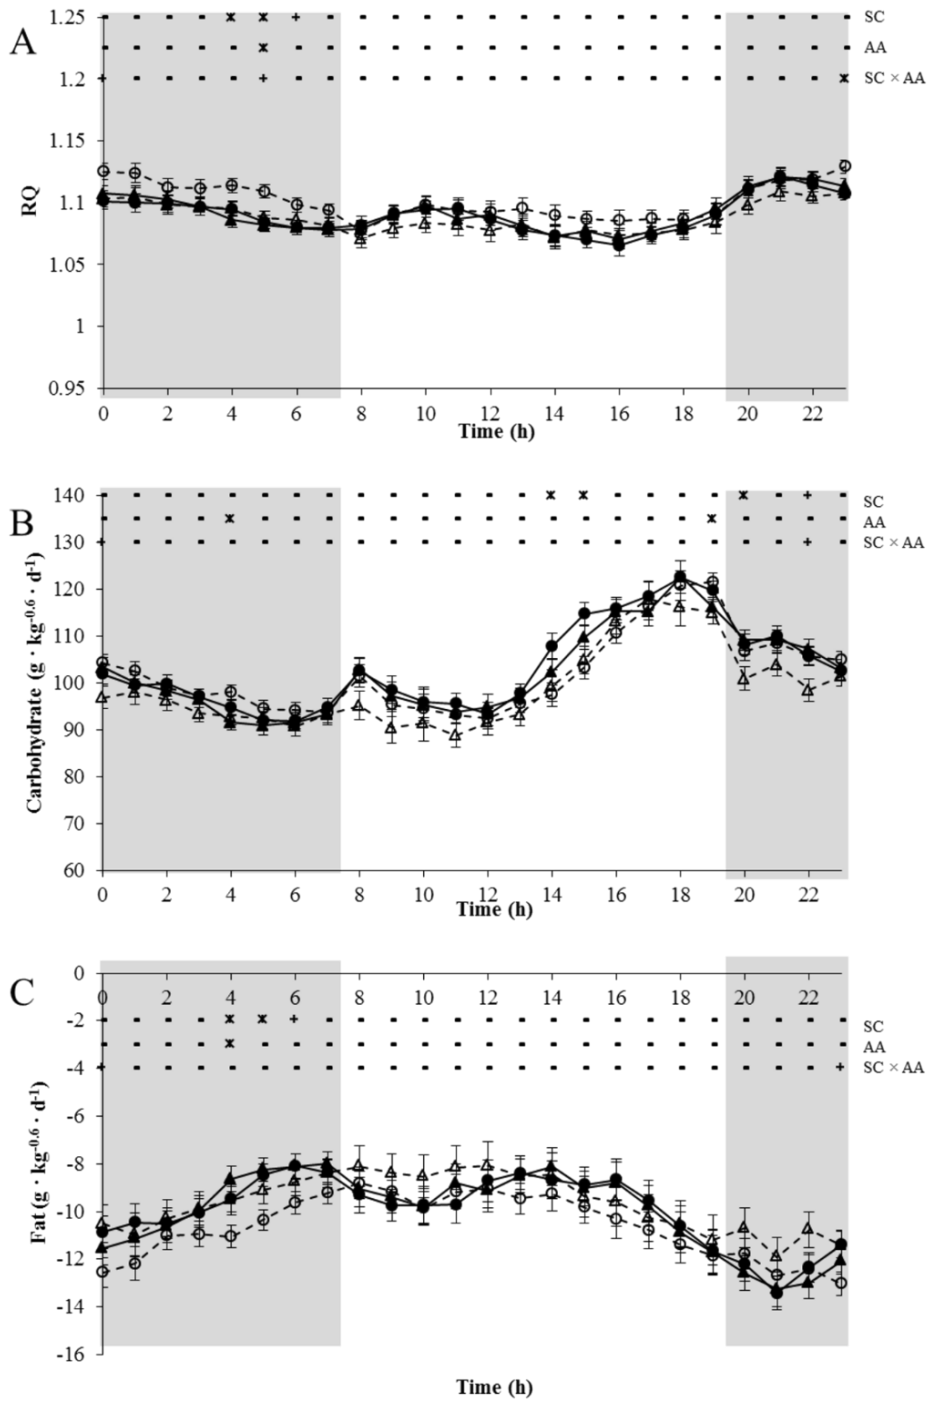 A
1.25
SC
AA
1.2
SC × AA
1.15
1.1
1.05
1
0.95
RQ
0 2 4 6 8 10 12 14 16 18 20 22
Time (h)
B
140
SC
AA
130
SC × AA
120
110
100
90
80
70
60
Carbohydrate (g · kg-0.6 · d-1)
0 2 4 6 8 10 12 14 16 18 20 22
Time (h)
C
0
0 2 4 6 8 10 12 14 16 18 20 22
-2
SC
AA
-4
SC × AA
-6
-8
-10
-12
-14
-16
Fat (g · kg-0.6 · d-1)
Time (h)